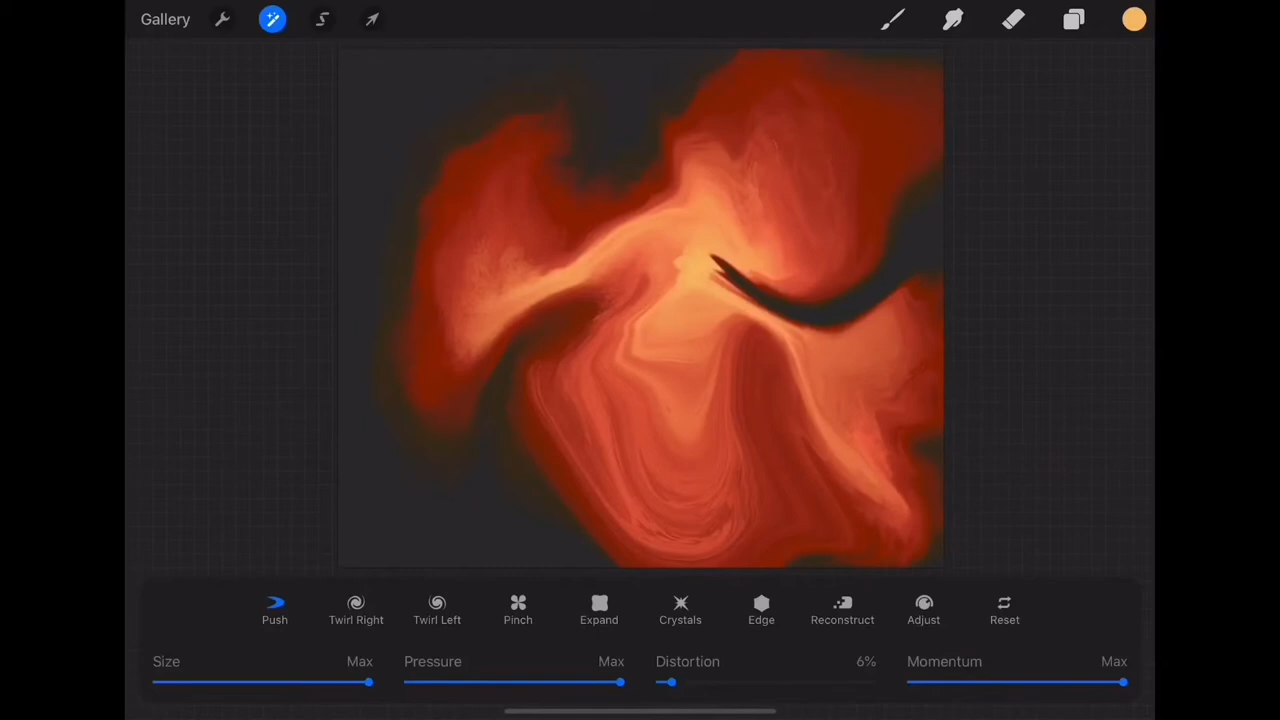 Gallery
Push Twirl Right Twirl Left Pinch Expand Crystals Edge Reconstruct Adjust Reset
Size Max Pressure Max Distortion 6% Momentum Max